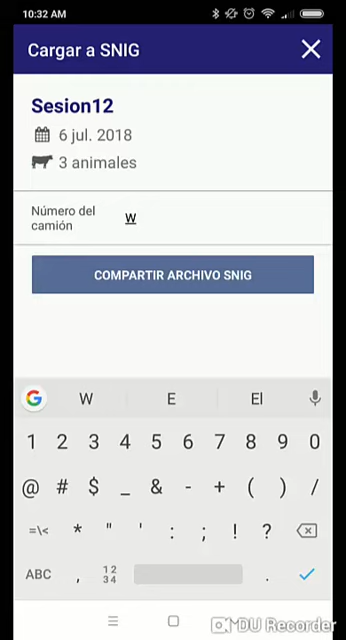 10:32 AM
Cargar a SNIG
Sesion12
6 jul. 2018
3 animales
Número del
camión
W
COMPARTIR ARCHIVO SNIG
W E El
1 2 3 4 5 6 7 8 9 0
@ # $ _ & - + ( ) /
=\< * " ' : ; ! ?
ABC , 12 34 .
DU Recorder